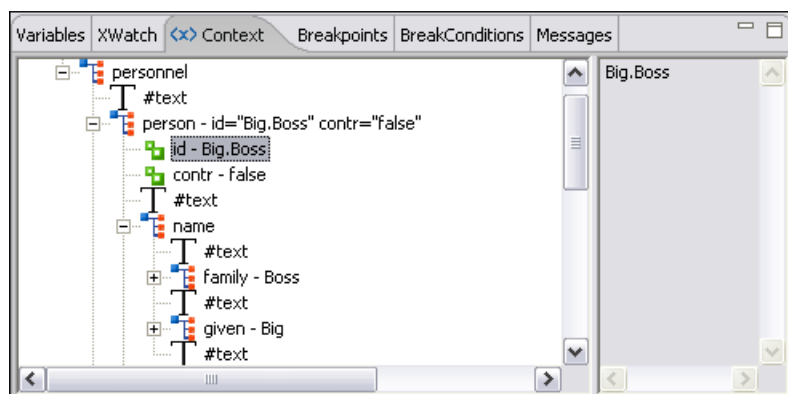 Variables XWatch <x> Context Breakpoints BreakConditions Messages
personnel Big.Boss
#text
person - id="Big.Boss" contr="false"
id - Big.Boss
contr - false
#text
name
#text
family - Boss
#text
given - Big
#text